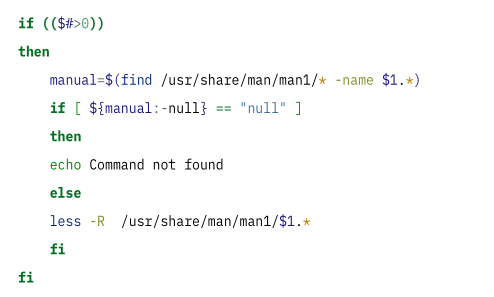 if (($#>0))
then
manual=$(find /usr/share/man/man1/* -name $1.*)
if [ ${manual:-null} == "null" ]
then
echo Command not found
else
less -R  /usr/share/man/man1/$1.*
fi
fi